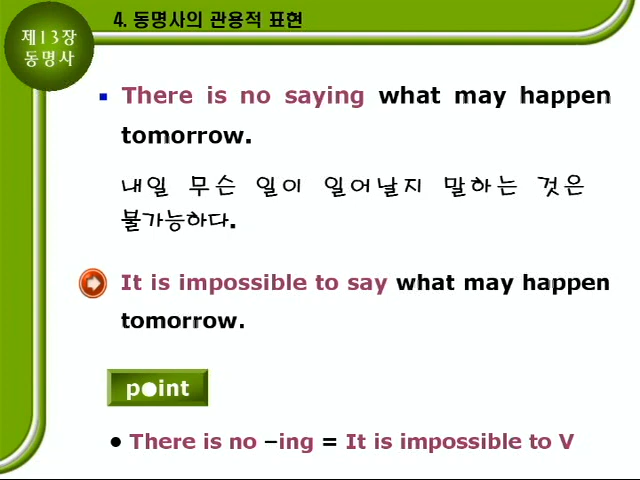 제13장
동명사
4. 동명사의 관용적 표현
▪ There is no saying what may happen
tomorrow.
내일 무슨 일이 일어날지 말하는 것은
불가능하다.
It is impossible to say what may happen
tomorrow.
point
● There is no –ing = It is impossible to V